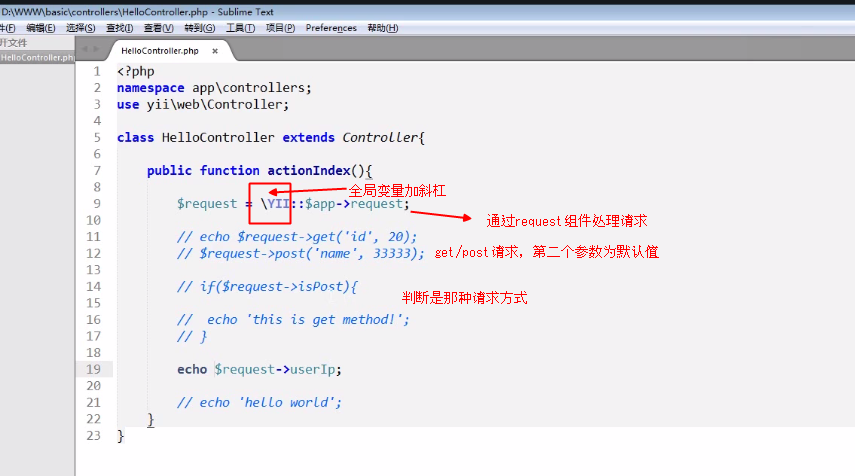 D:\WWW\basic\controllers\HelloController.php - Sublime Text
件(F) 编辑(E) 选择(S) 查找(I) 查看(V) 转到(G) 工具(T) 项目(P) Preferences 帮助(H)
开文件
HelloController.ph
HelloController.php ×
1 <?php
2 namespace app\controllers;
3 use yii\web\Controller;
4
5 class HelloController extends Controller{
6
7 public function actionIndex(){
8
全局变量加斜杠
9 $request = \YII::$app->request;
10
通过request组件处理请求
11 // echo $request->get('id', 20);
12 // $request->post('name', 33333); get/post请求，第二个参数为默认值
13
14 // if($request->isPost){
判断是那种请求方式
15
16 // echo 'this is get method!';
17 // }
18
19 echo $request->userIp;
20
21 // echo 'hello world';
22 }
23 }